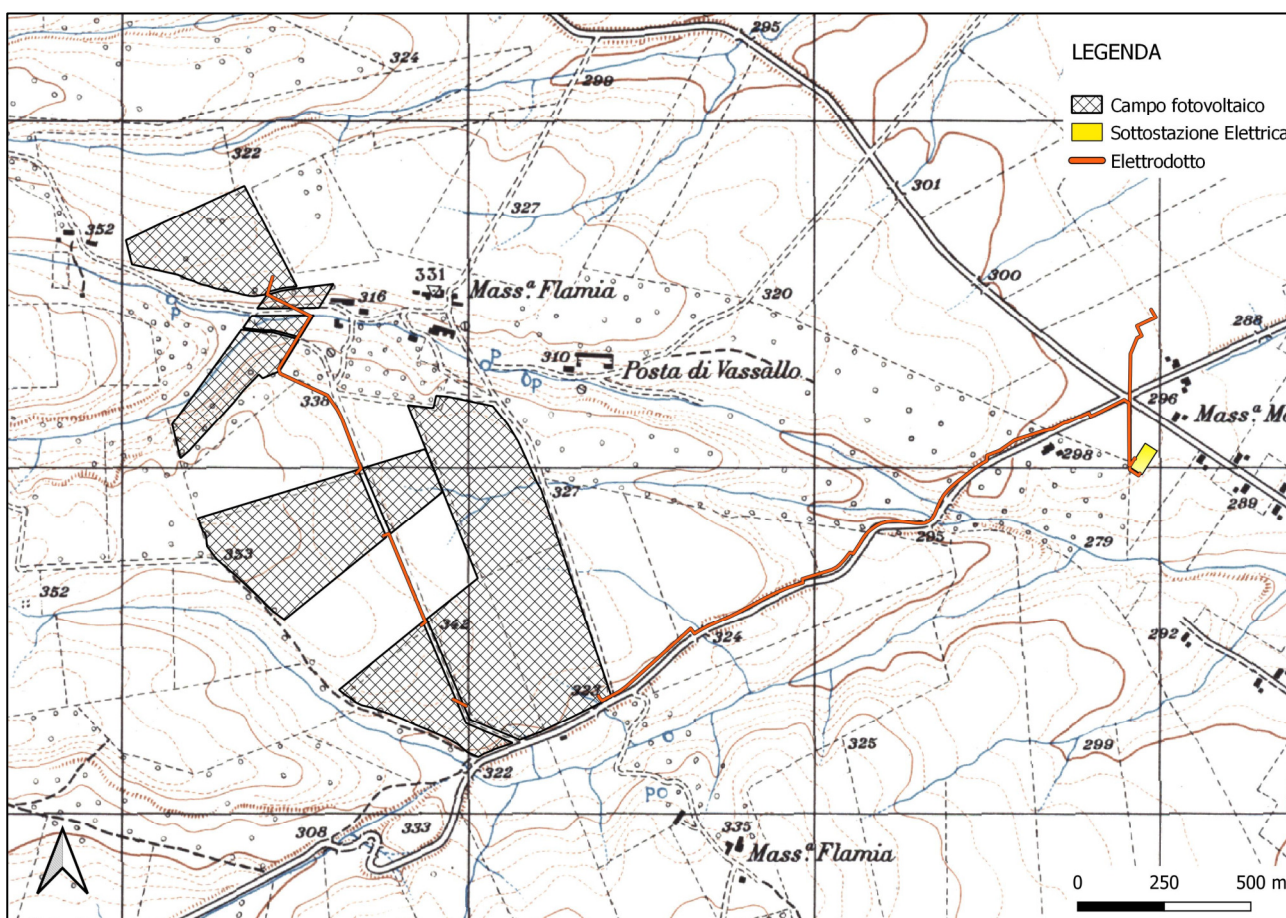 295
324
299
LEGENDA
Campo fotovoltaico
Sottostazione Elettrica
Elettrodotto
322
301
327
352
331
300
316
Mass.ª Flamia
320
P
288
310
P
P
Posta di Vassallo
338
296
Mass.ª M
298
327
289
353
295
279
352
342
324
292
323
325
299
322
PO
308
333
335
Mass.ª Flamia
0 250 500 m